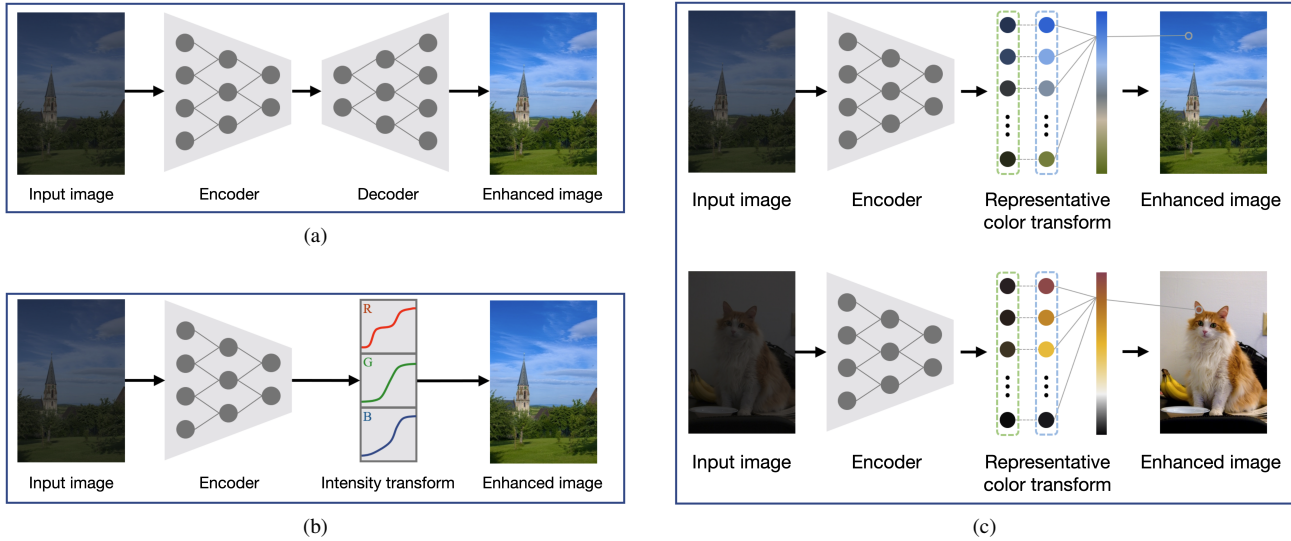 Input image
Encoder
Decoder
Enhanced image
(a)
R
G
B
Input image
Encoder
Intensity transform
Enhanced image
(b)
Input image
Encoder
Representative
color transform
Enhanced image
Input image
Encoder
Representative
color transform
Enhanced image
(c)